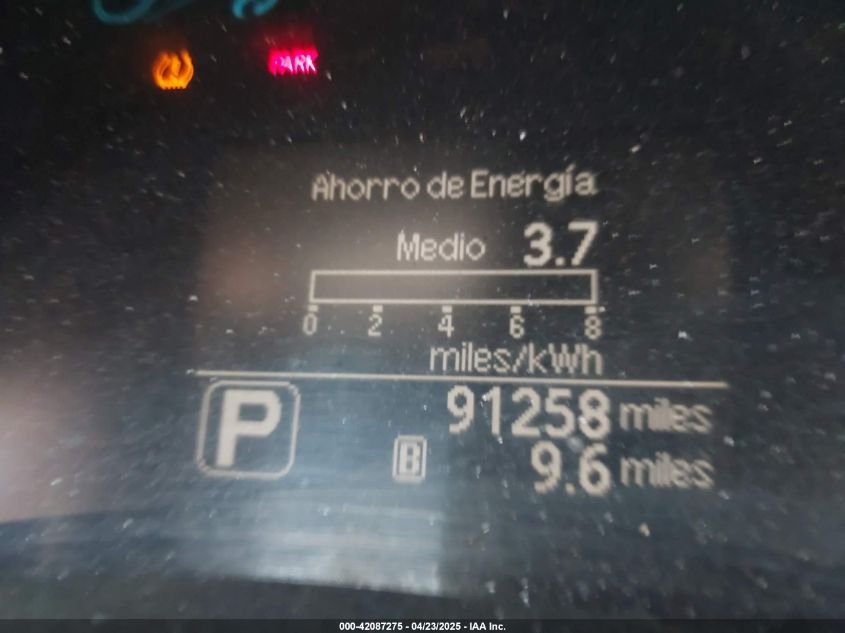 PARK
Ahorro de Energía
Medio 3.7
0 2 4 6 8
miles/kWh
P 91258 miles
B 9.6 miles
000-42087275 - 04/23/2025 - IAA Inc.